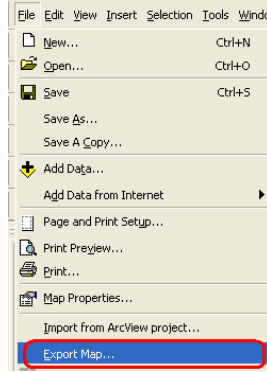 File Edit View Insert Selection Tools
New... Ctrl+N
Open... Ctrl+O
Save Ctrl+S
Save As...
Save A Copy...
Add Data...
Add Data from Internet
Page and Print Setup...
Print Preview...
Print...
Map Properties...
Import from ArcView project...
Export Map...